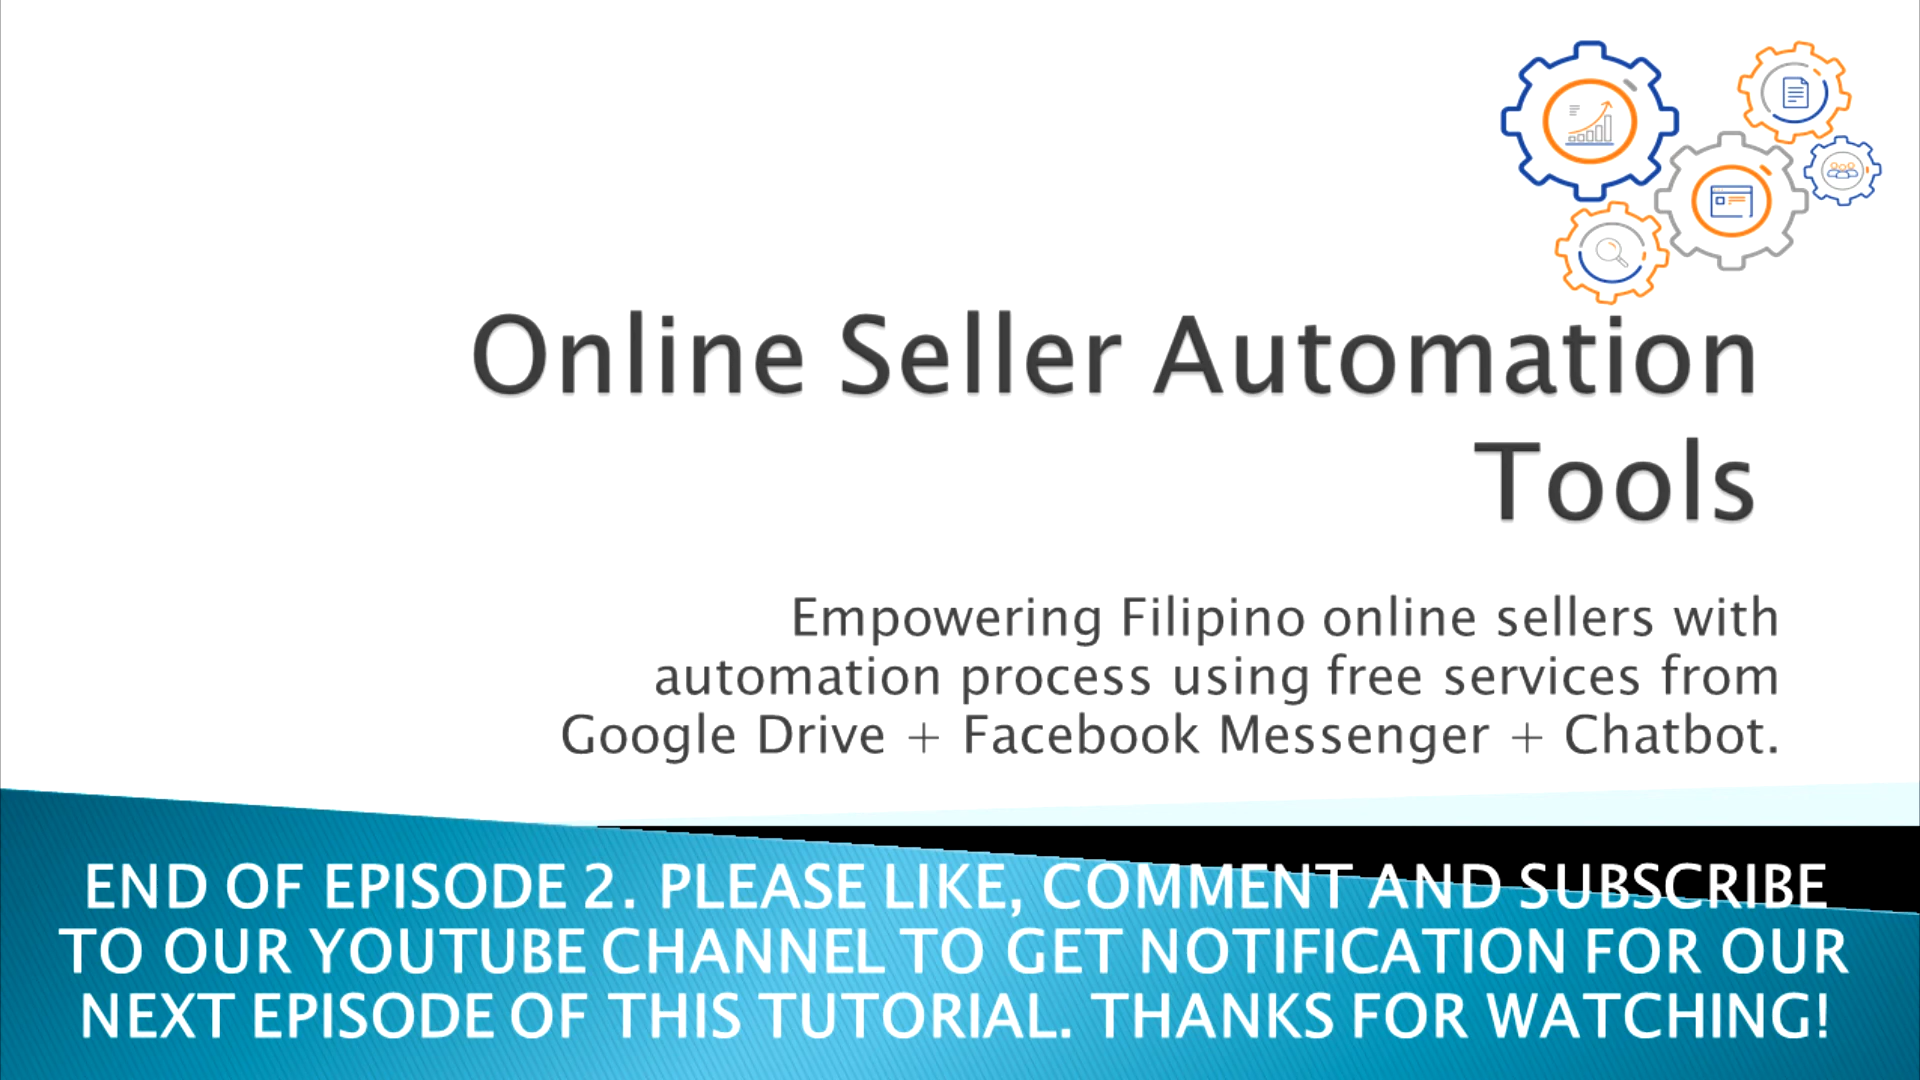 Online Seller Automation
Tools
Empowering Filipino online sellers with
automation process using free services from
Google Drive + Facebook Messenger + Chatbot.
END OF EPISODE 2. PLEASE LIKE, COMMENT AND SUBSCRIBE
TO OUR YOUTUBE CHANNEL TO GET NOTIFICATION FOR OUR
NEXT EPISODE OF THIS TUTORIAL. THANKS FOR WATCHING!